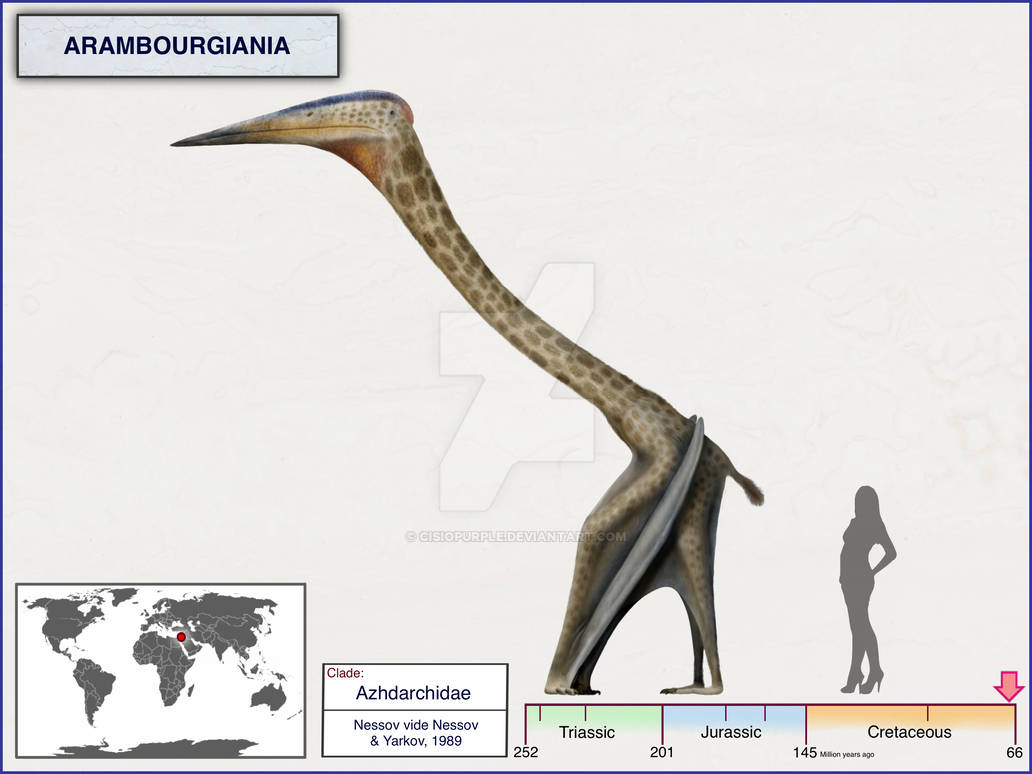 ARAMBOURGIANIA
© CISIOPURPLE.DEVIANTART.COM
Clade:
Azhdarchidae
Nessov vide Nessov
& Yarkov, 1989
Triassic
Jurassic
Cretaceous
252
201
145 Million years ago
66